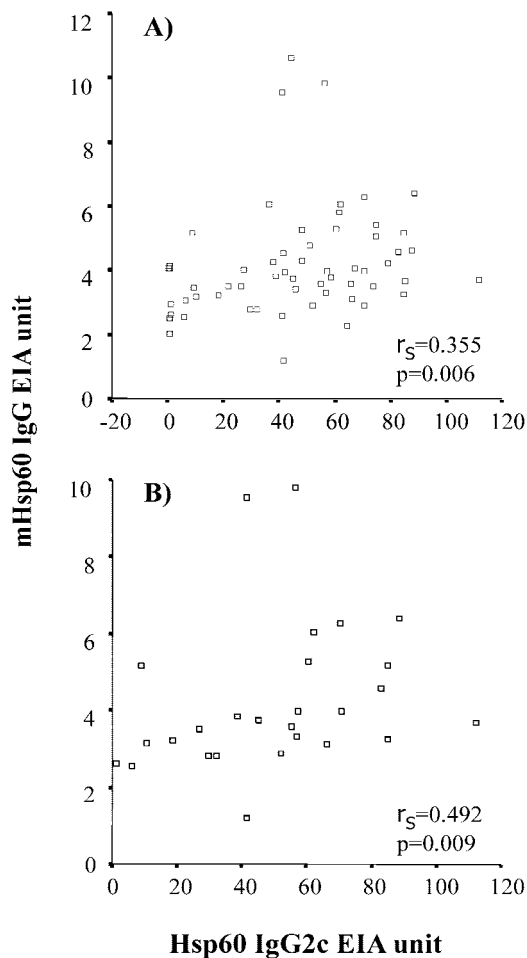 A)
12
10
8
6
4
2
0
-20 0 20 40 60 80 100 120
rs=0.355
p=0.006
mHsp60 IgG EIA unit
B)
10
8
6
4
2
0
0 20 40 60 80 100 120
rs=0.492
p=0.009
Hsp60 IgG2c EIA unit